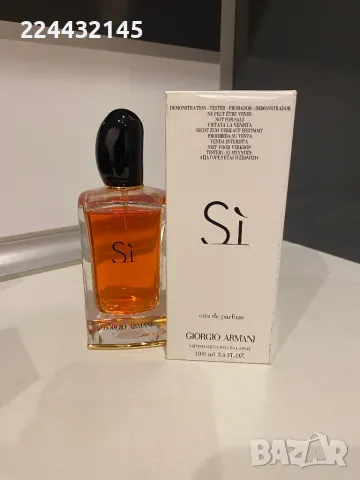 224432145
DEMONSTRATION - TESTER - PROBADOR - DEMONSTRADOR
NE PEUT ÊTRE VENDU
NOT FOR SALE
VIETATA LA VENDITA
NICHT ZUM VERKAUF BESTIMMT
PROHIBIDA SU VENTA
VENDA INTERDITA
NIET VOOR VERKOOP
Sì
eau de parfum
GIORGIO ARMANI
100 ml 3.4 FL.OZ.
Sì
GIORGIO ARMANI
BAZAR